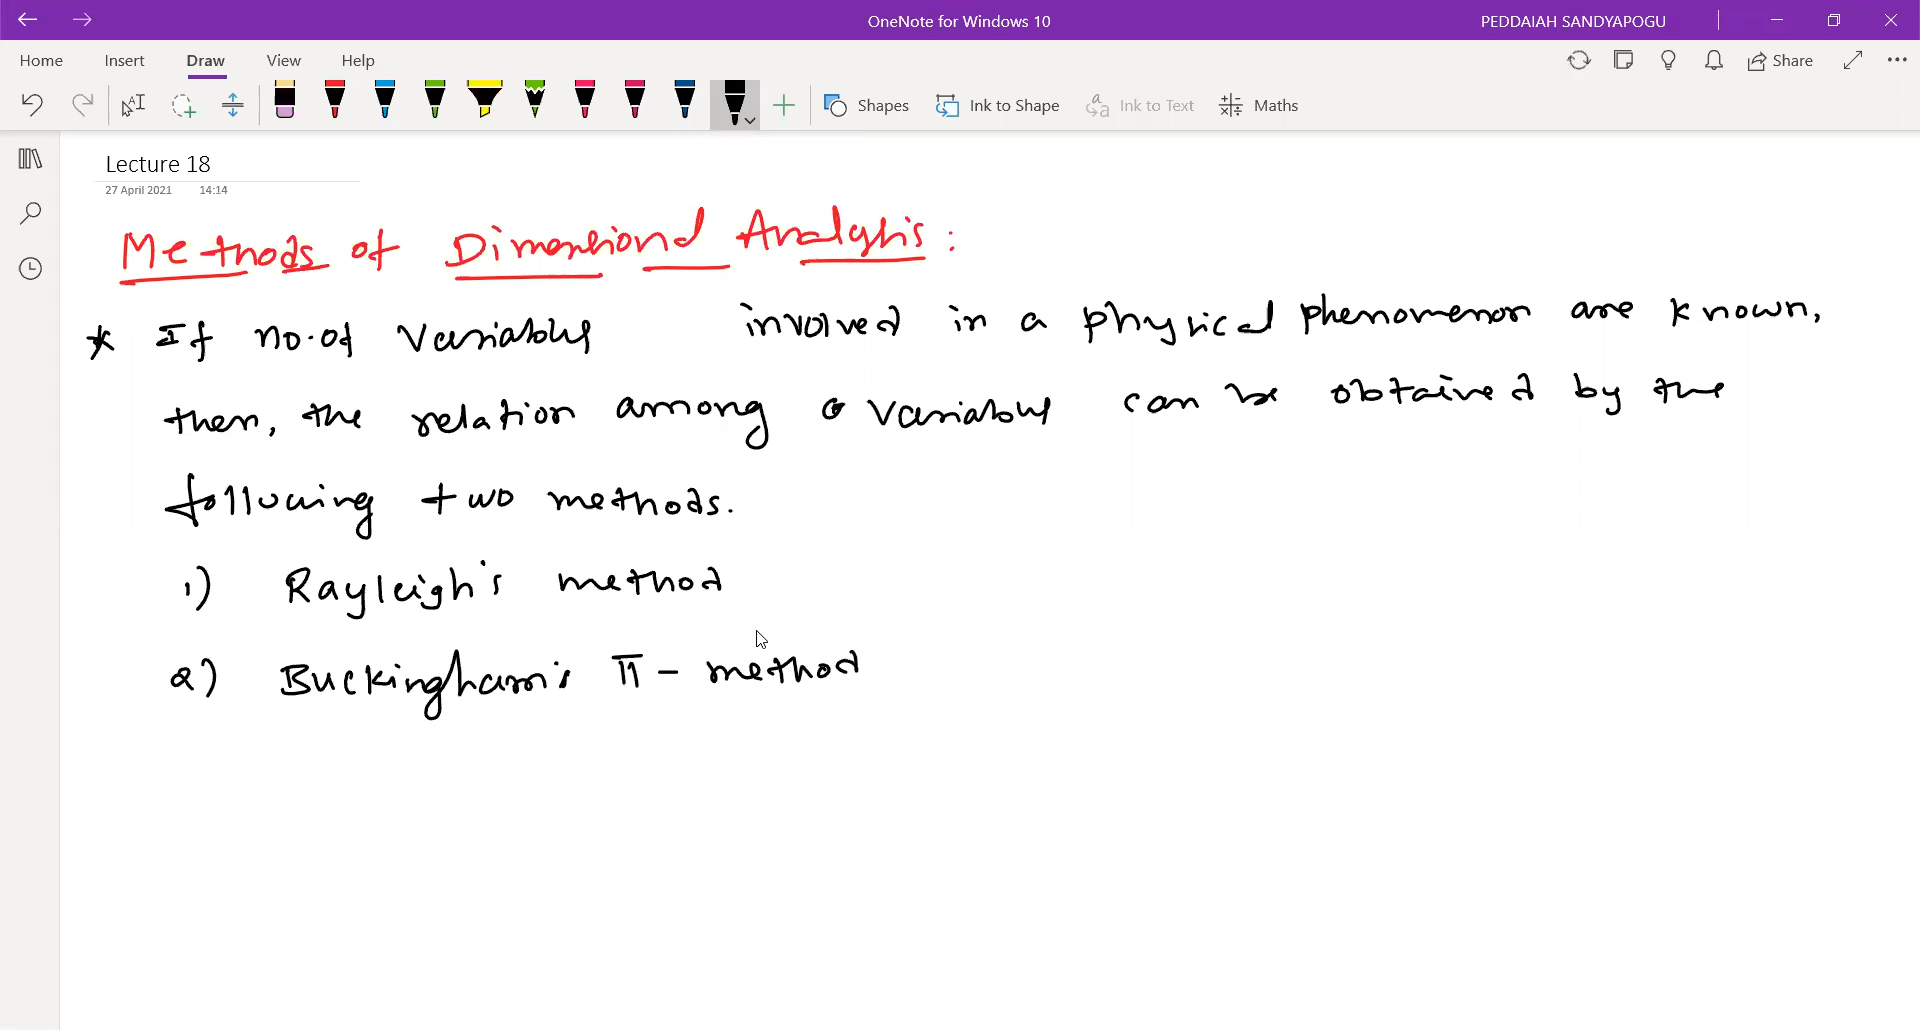 OneNote for Windows 10
PEDDAIAH SANDYAPOGU
Home Insert Draw View Help
Share
Shapes Ink to Shape Ink to Text Maths
Lecture 18
27 April 2021 14:14
Methods of Dimensional Analysis :
* If no. of Variables involved in a physical phenomenon are known,
then, the relation among variables can be obtained by the
following two methods.
1) Rayleigh's method
2) Buckingham's π - method